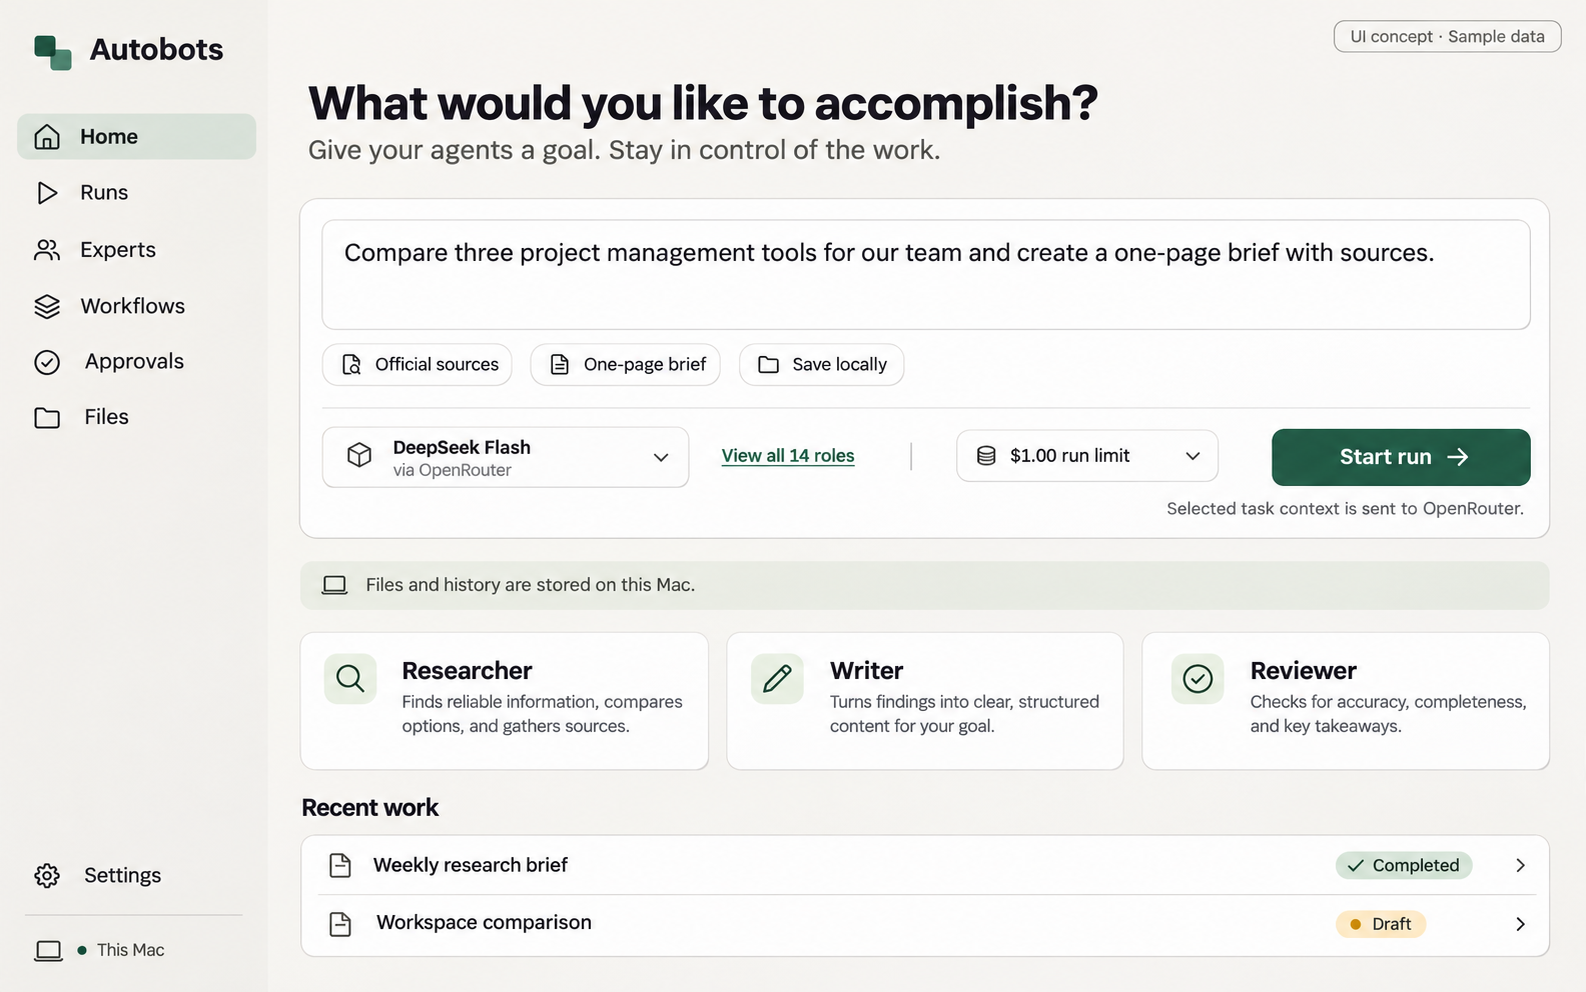 Autobots
Home
Runs
Experts
Workflows
Approvals
Files
Settings
This Mac
UI concept · Sample data
What would you like to accomplish?
Give your agents a goal. Stay in control of the work.
Compare three project management tools for our team and create a one-page brief with sources.
Official sources
One-page brief
Save locally
DeepSeek Flash
via OpenRouter
View all 14 roles
$1.00 run limit
Start run
Selected task context is sent to OpenRouter.
Files and history are stored on this Mac.
Researcher
Finds reliable information, compares
options, and gathers sources.
Writer
Turns findings into clear, structured
content for your goal.
Reviewer
Checks for accuracy, completeness,
and key takeaways.
Recent work
Weekly research brief
Completed
Workspace comparison
Draft